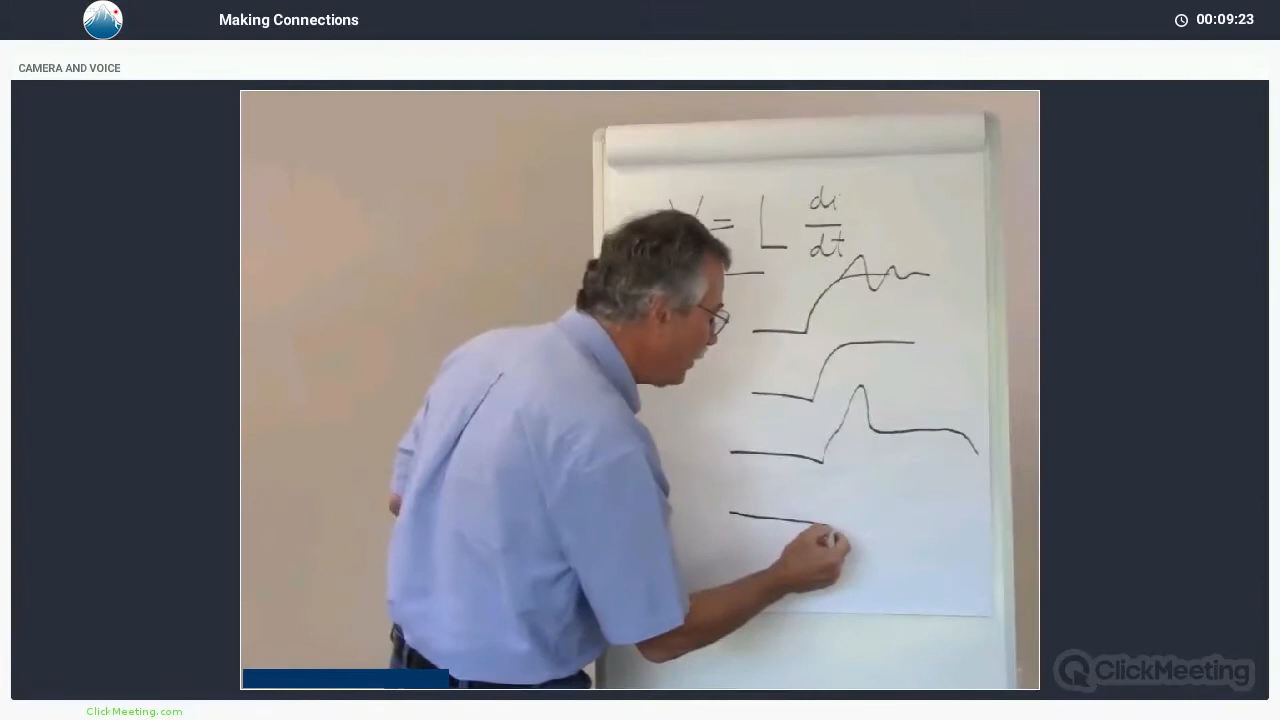 Making Connections
00:09:23
CAMERA AND VOICE
V = L di/dt
ClickMeeting
ClickMeeting.com